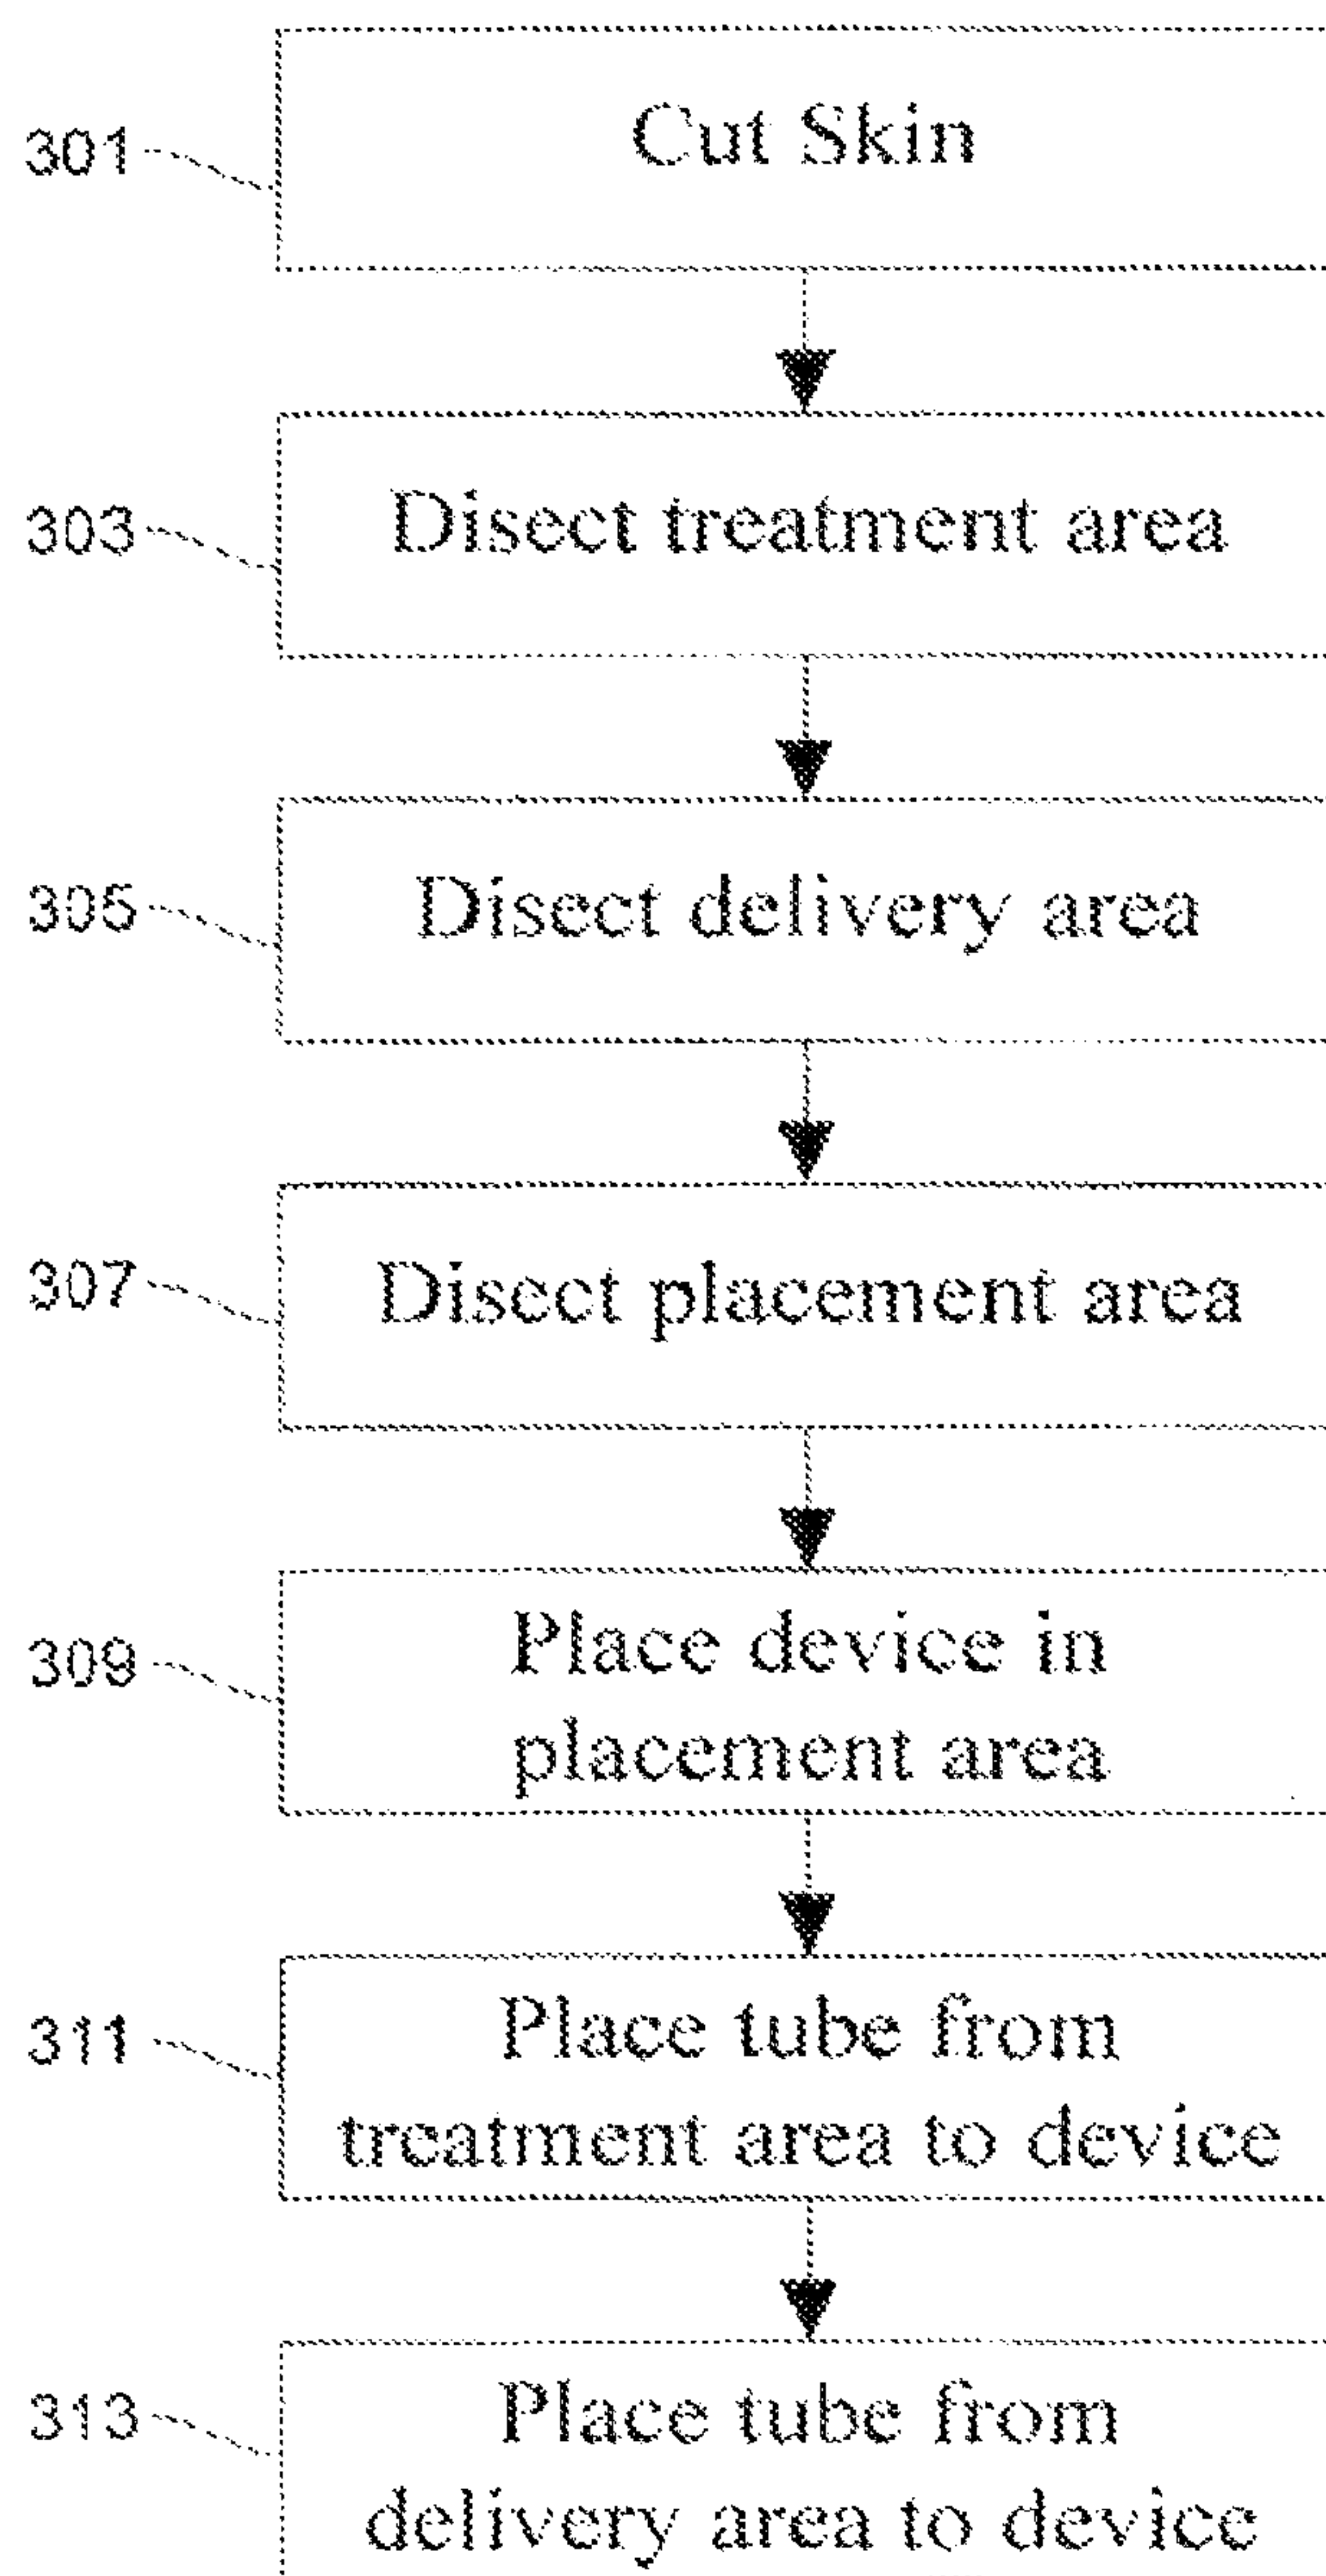 301
Cut Skin
303
Disect treatment area
305
Disect delivery area
307
Disect placement area
309
Place device in
placement area
311
Place tube from
treatment area to device
313
Place tube from
delivery area to device